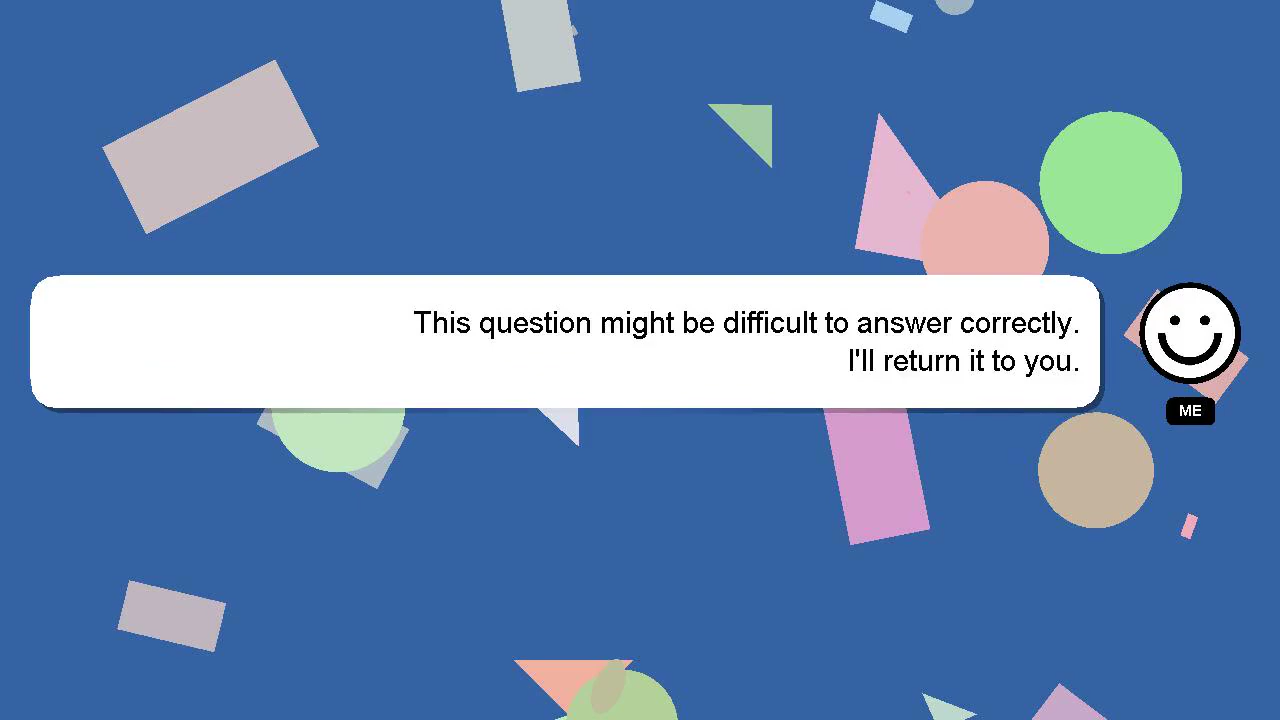 This question might be difficult to answer correctly.
I'll return it to you.
ME